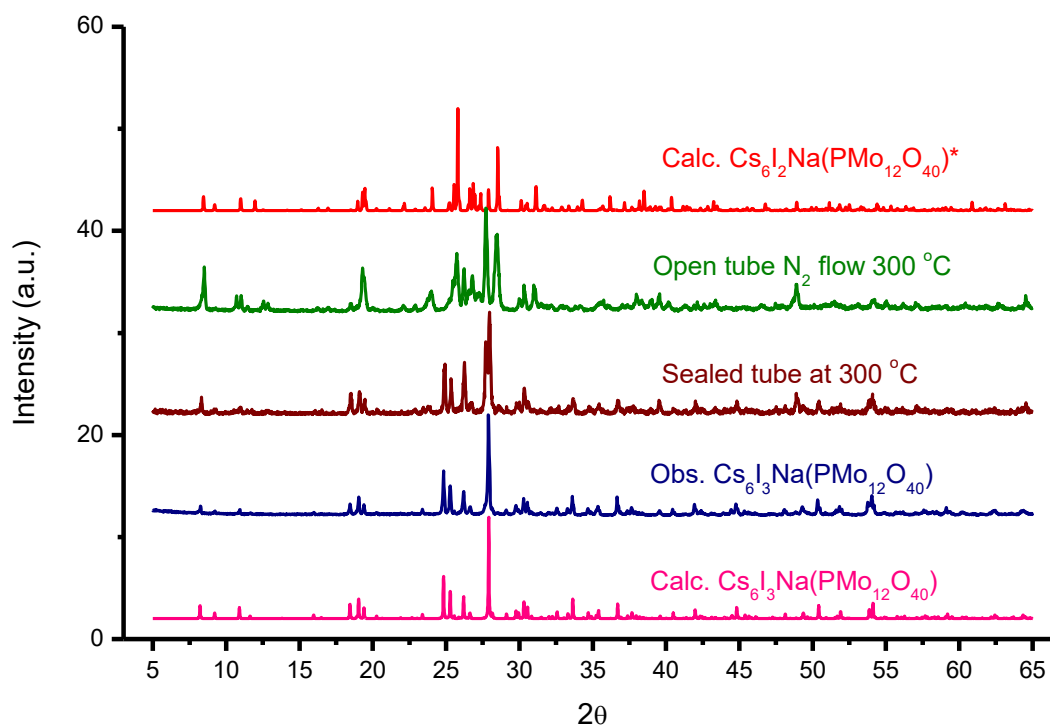 60
40
20
0
Intensity (a.u.)
Calc. Cs₆I₂Na(PMo₁₂O₄₀)*
Open tube N₂ flow 300 °C
Sealed tube at 300 °C
Obs. Cs₆I₃Na(PMo₁₂O₄₀)
Calc. Cs₆I₃Na(PMo₁₂O₄₀)
5 10 15 20 25 30 35 40 45 50 55 60 65
2θ